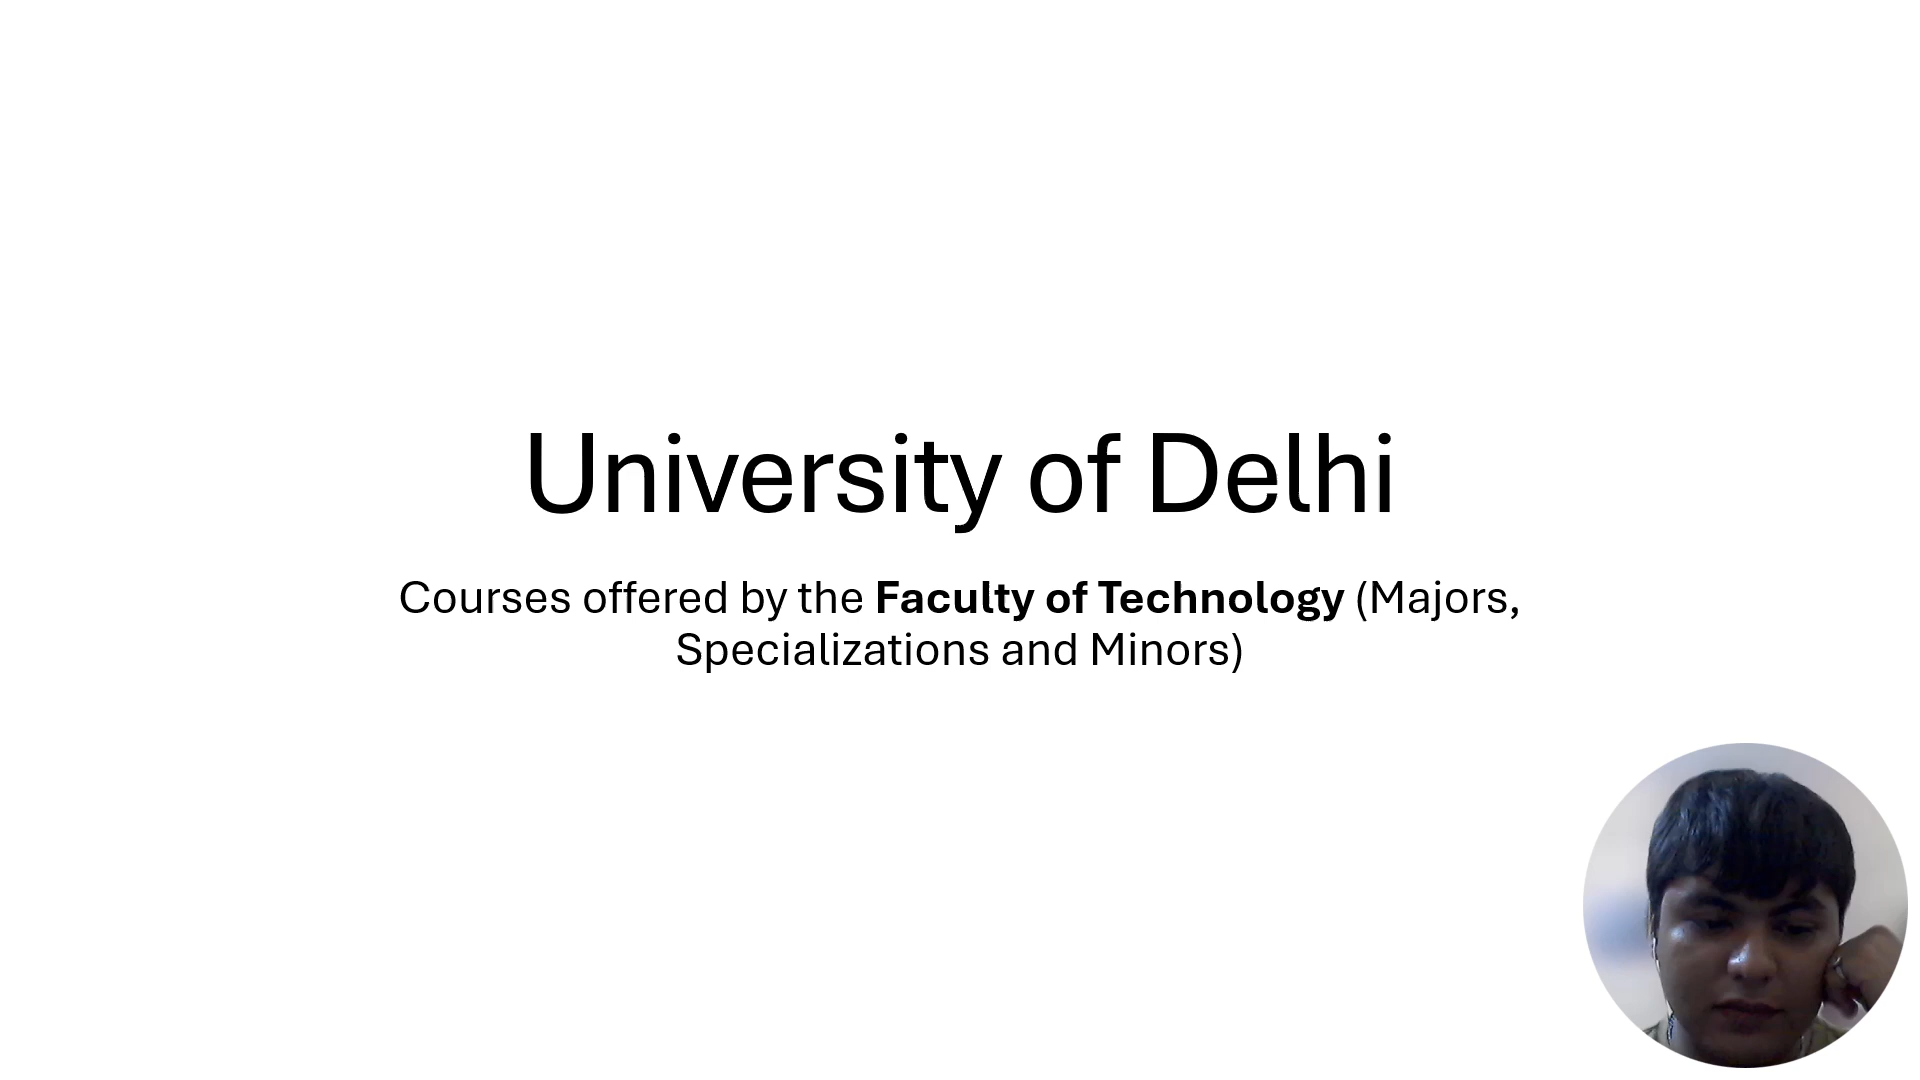 University of Delhi
Courses offered by the Faculty of Technology (Majors,
Specializations and Minors)